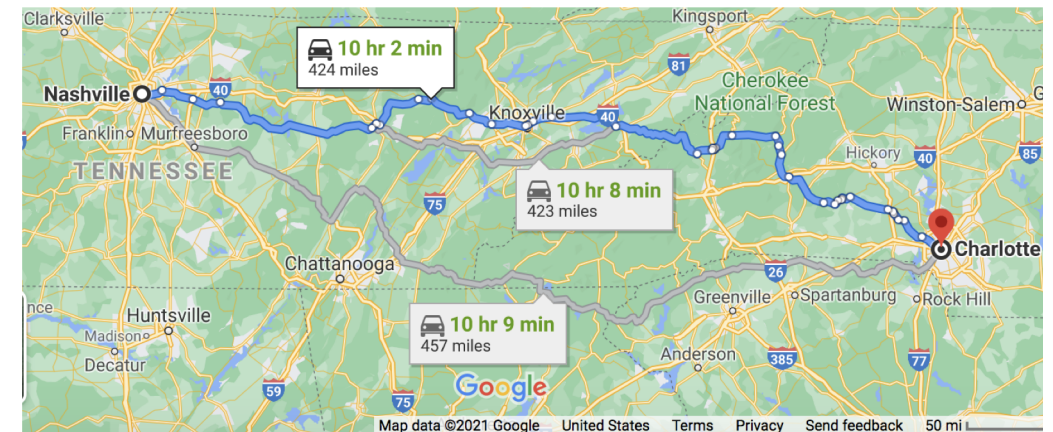 Clarksville
Kingsport
10 hr 2 min
424 miles
81
40
Cherokee
National Forest
Nashville
Knoxville
40
Winston-Salem
G
Franklin
Murfreesboro
TENNESSEE
Hickory
40
85
10 hr 8 min
423 miles
75
Charlotte
Chattanooga
26
Greenville
Spartanburg
Rock Hill
nce
Huntsville
10 hr 9 min
457 miles
Madison
Decatur
Anderson
385
77
59
75
Google
Map data ©2021 Google United States Terms Privacy Send feedback 50 mi